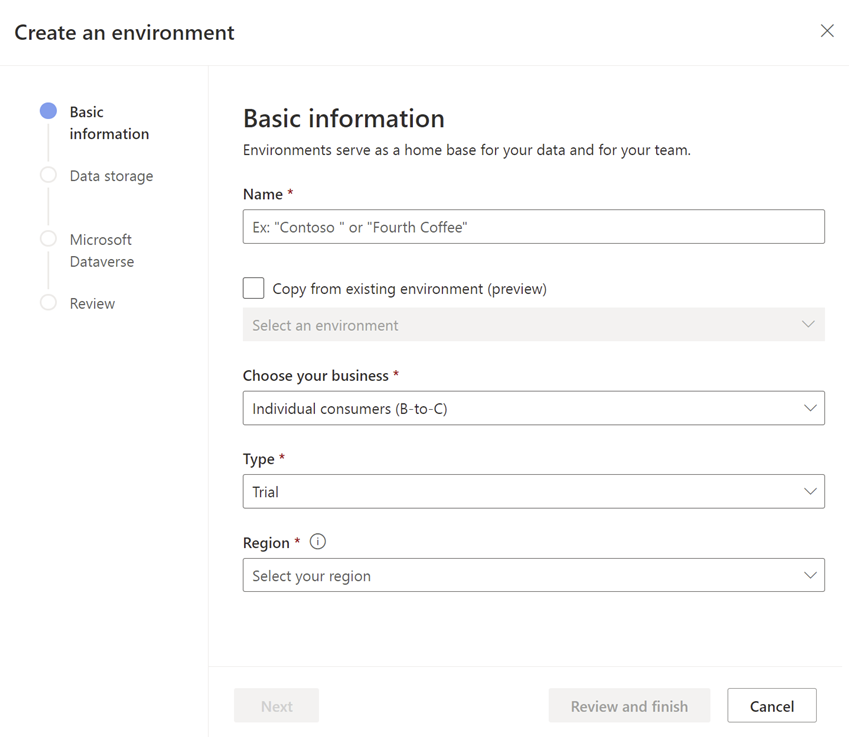 Create an environment
Basic
information
Data storage
Microsoft
Dataverse
Review
Basic information
Environments serve as a home base for your data and for your team.
Name *
Ex: "Contoso " or "Fourth Coffee"
Copy from existing environment (preview)
Select an environment
Choose your business *
Individual consumers (B-to-C)
Type *
Trial
Region *
Select your region
Next
Review and finish
Cancel